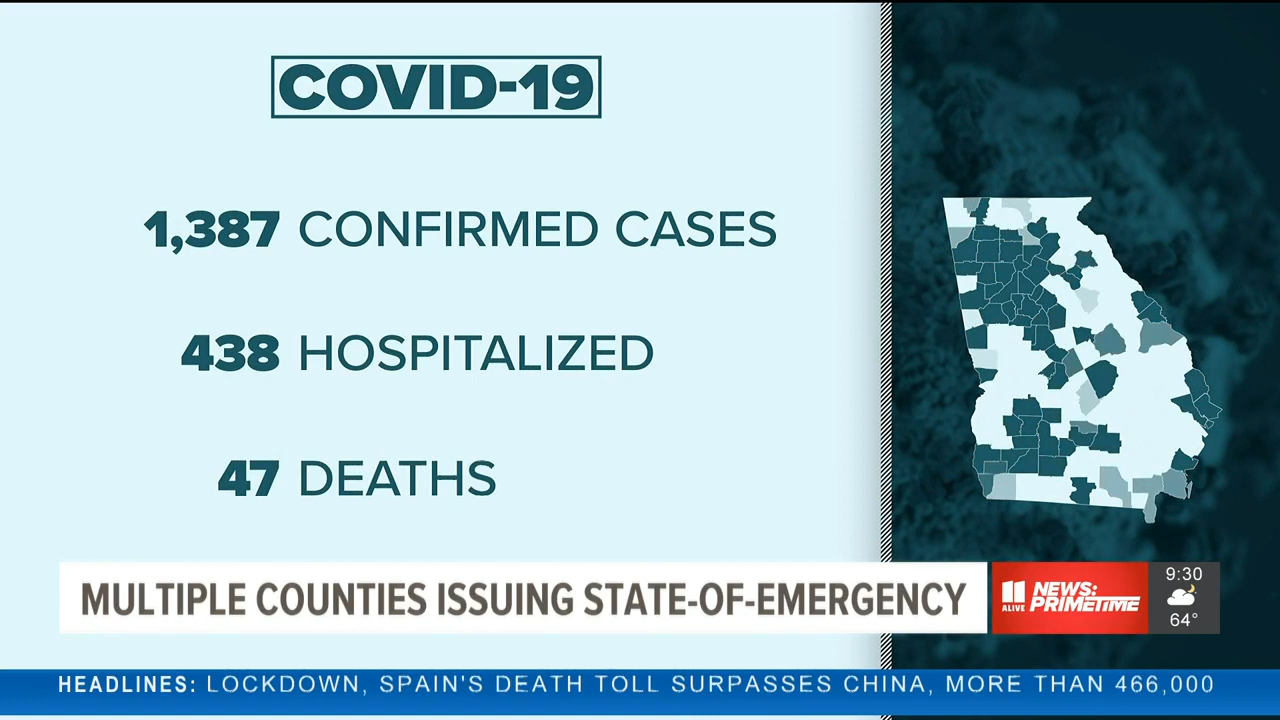 COVID-19
1,387 CONFIRMED CASES
438 HOSPITALIZED
47 DEATHS
MULTIPLE COUNTIES ISSUING STATE-OF-EMERGENCY
11 ALIVE NEWS: PRIMETIME
9:30
64°
HEADLINES: LOCKDOWN, SPAIN'S DEATH TOLL SURPASSES CHINA, MORE THAN 466,000